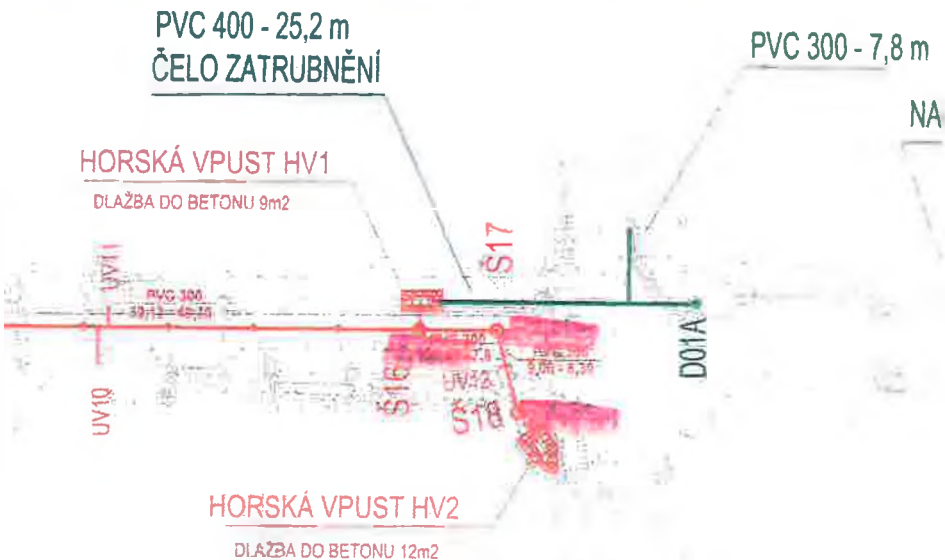 PVC 400 - 25,2 m
ČELO ZATRUBNĚNÍ
PVC 300 - 7,8 m
NA
HORSKÁ VPUST HV1
DLAŽBA DO BETONU 9m2
Š17
UV11
PVC 300
D01A
UV10
Š16
UV12
Š18
HORSKÁ VPUST HV2
DLAŽBA DO BETONU 12m2